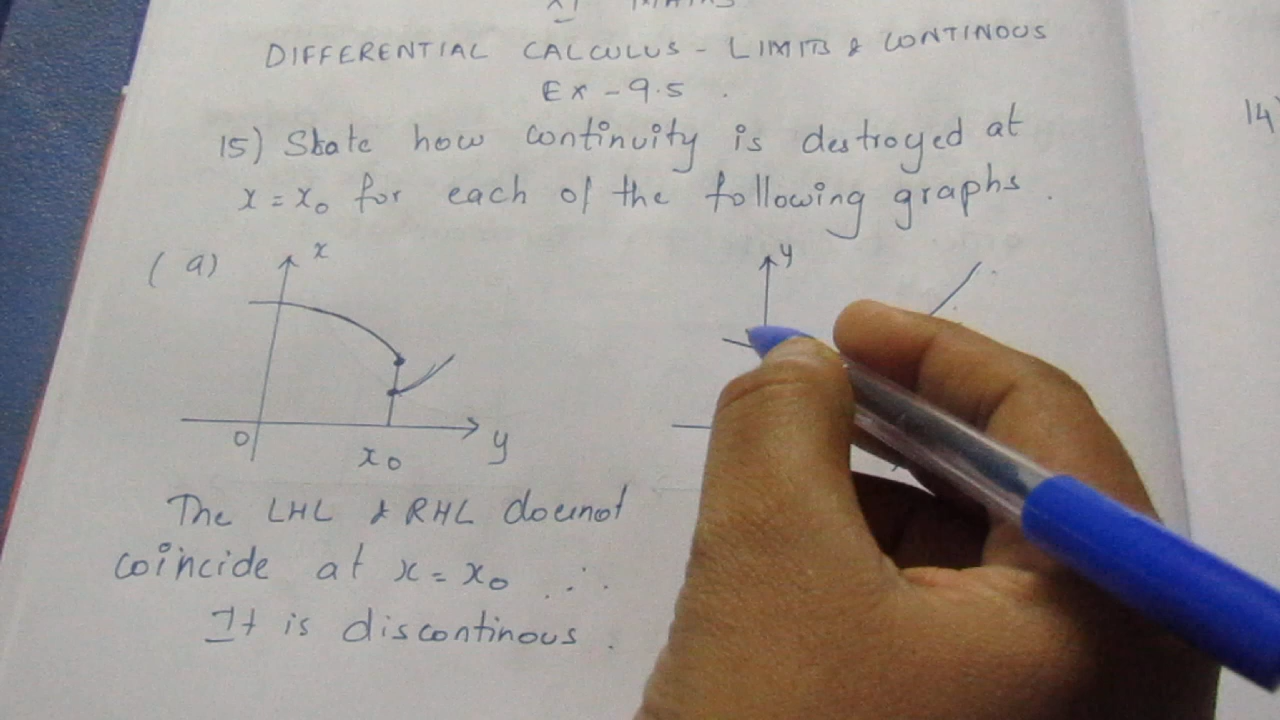 DIFFERENTIAL CALCULUS - LIMITS & CONTINOUS
EX - 9.5 .
15) State how continuity is destroyed at
x = x₀ for each of the following graphs .
(a)
x
y
0
x₀
y
The LHL & RHL doesnot
coincide at x = x₀ ∴
It is discontinous .
14)